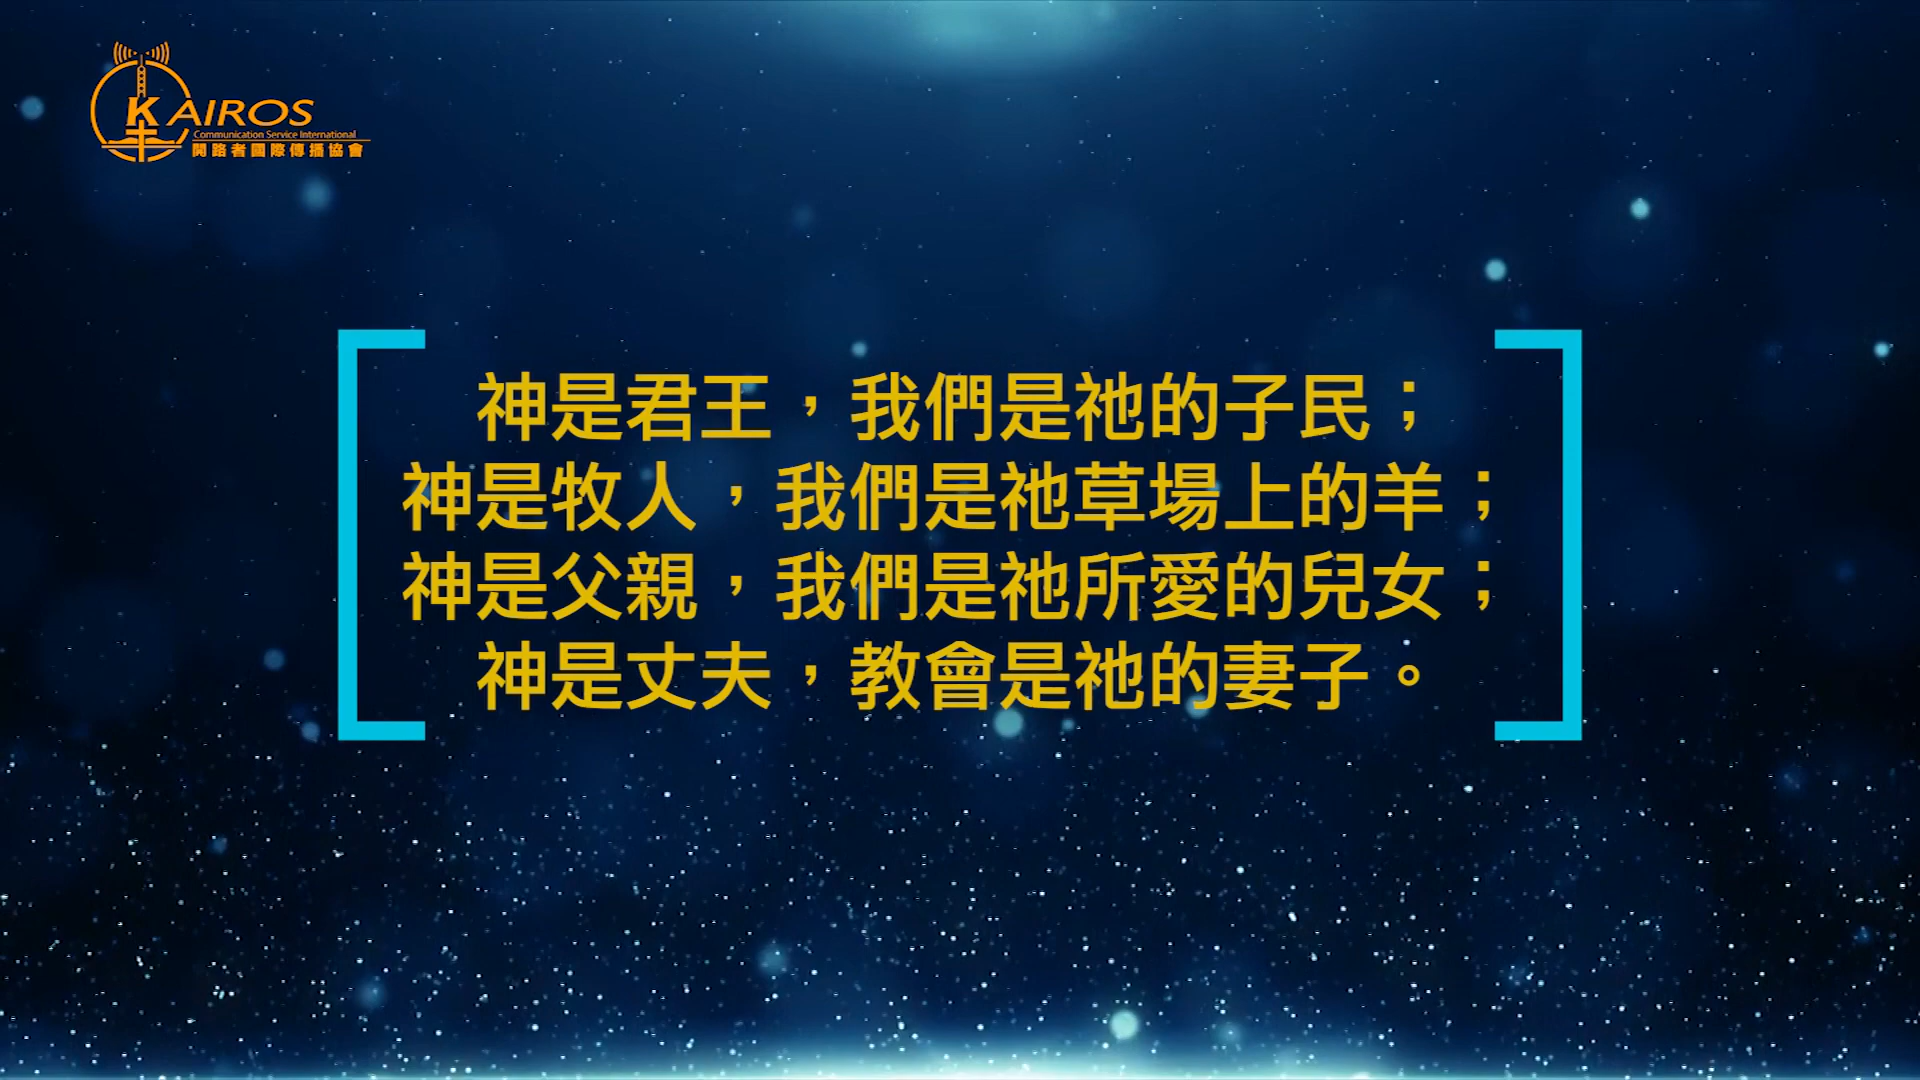 KAIROS
Communication Service International
開路者國際傳播協會
神是君王，我們是祂的子民；
神是牧人，我們是祂草場上的羊；
神是父親，我們是祂所愛的兒女；
神是丈夫，教會是祂的妻子。